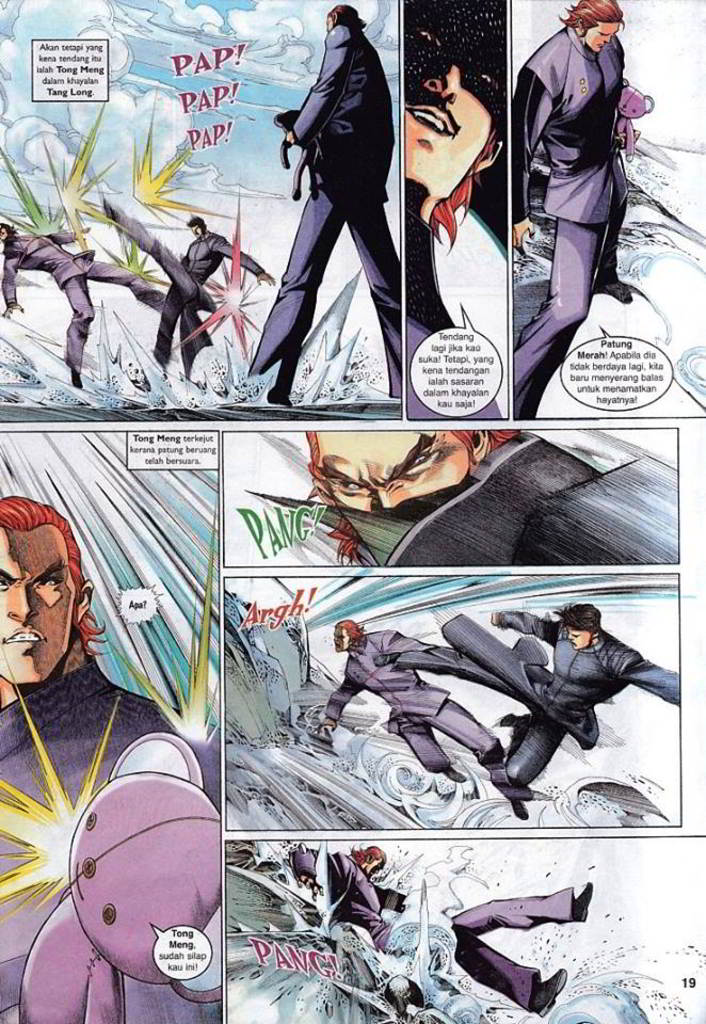 Akan tetapi yang
kena tendang itu
ialah Tong Meng
dalam khayalan
Tang Long.
PAP!
PAP!
PAP!
Tendang
lagi jika kau
suka! Tetapi, yang
kena tendangan
ialah sasaran
dalam khayalan
kau saja!
Patung
Merah! Apabila dia
tidak berdaya lagi, kita
baru menyerang balas
untuk menamatkan
hayatnya!
Tong Meng terkejut
kerana patung beruang
telah bersuara.
Apa?
Tong
Meng,
sudah silap
kau ini!
PANG!
Argh!
PANG!
19